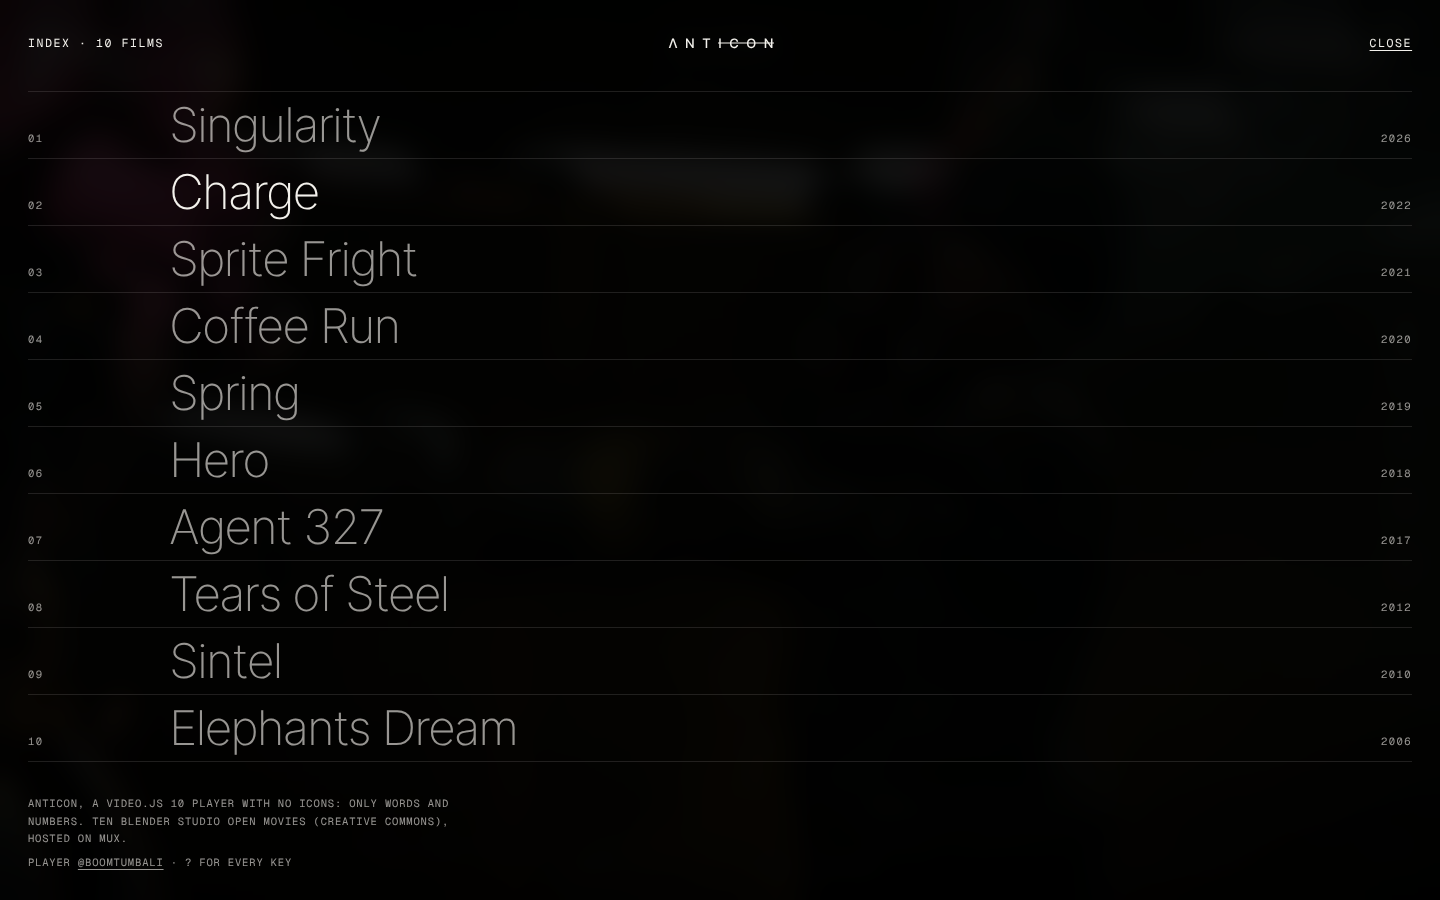 INDEX · 10 FILMS
ΛNTICON
CLOSE
01 Singularity 2026
02 Charge 2022
03 Sprite Fright 2021
04 Coffee Run 2020
05 Spring 2019
06 Hero 2018
07 Agent 327 2017
08 Tears of Steel 2012
09 Sintel 2010
10 Elephants Dream 2006
ANTICON, A VIDEO.JS 10 PLAYER WITH NO ICONS: ONLY WORDS AND
NUMBERS. TEN BLENDER STUDIO OPEN MOVIES (CREATIVE COMMONS),
HOSTED ON MUX.
PLAYER @BOOMTUMBALI · ? FOR EVERY KEY